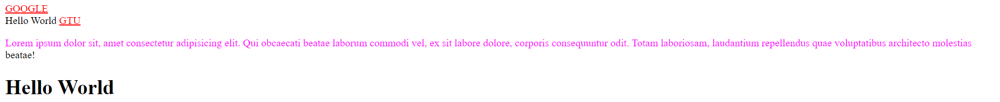 GOOGLE
Hello World GTU
Lorem ipsum dolor sit, amet consectetur adipisicing elit. Qui obcaecati beatae laborum commodi vel, ex sit labore dolore, corporis consequuntur odit. Totam laboriosam, laudantium repellendus quae voluptatibus architecto molestias
beatae!
Hello World